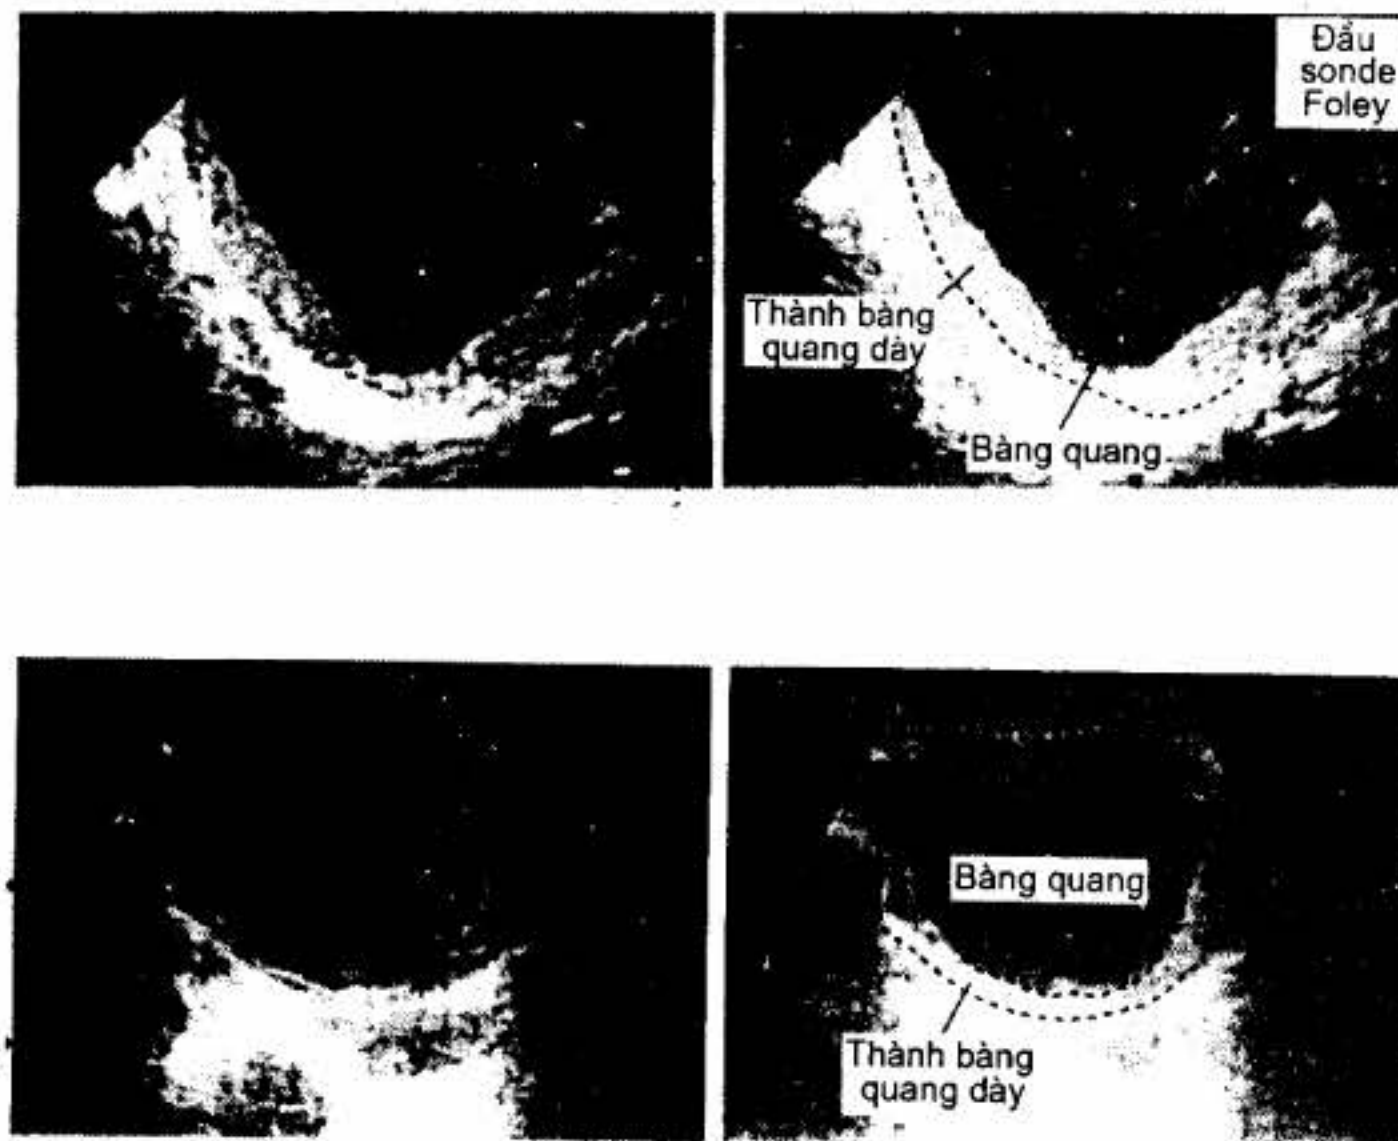 Đầu
sonde
Foley
Thành bàng
quang dày
Bàng quang
Bàng quang
Thành bàng
quang dày